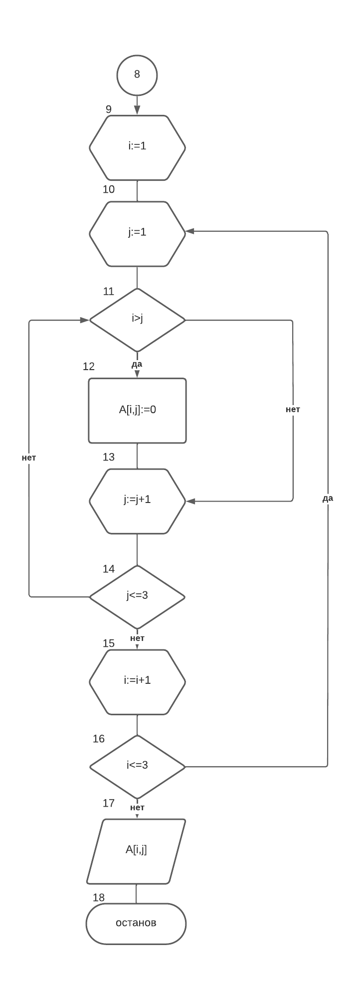 8
9
i:=1
10
j:=1
11
i>j
да
12
A[i,j]:=0
нет
13
j:=j+1
нет
да
14
j<=3
нет
15
i:=i+1
16
i<=3
нет
17
A[i,j]
18
останов